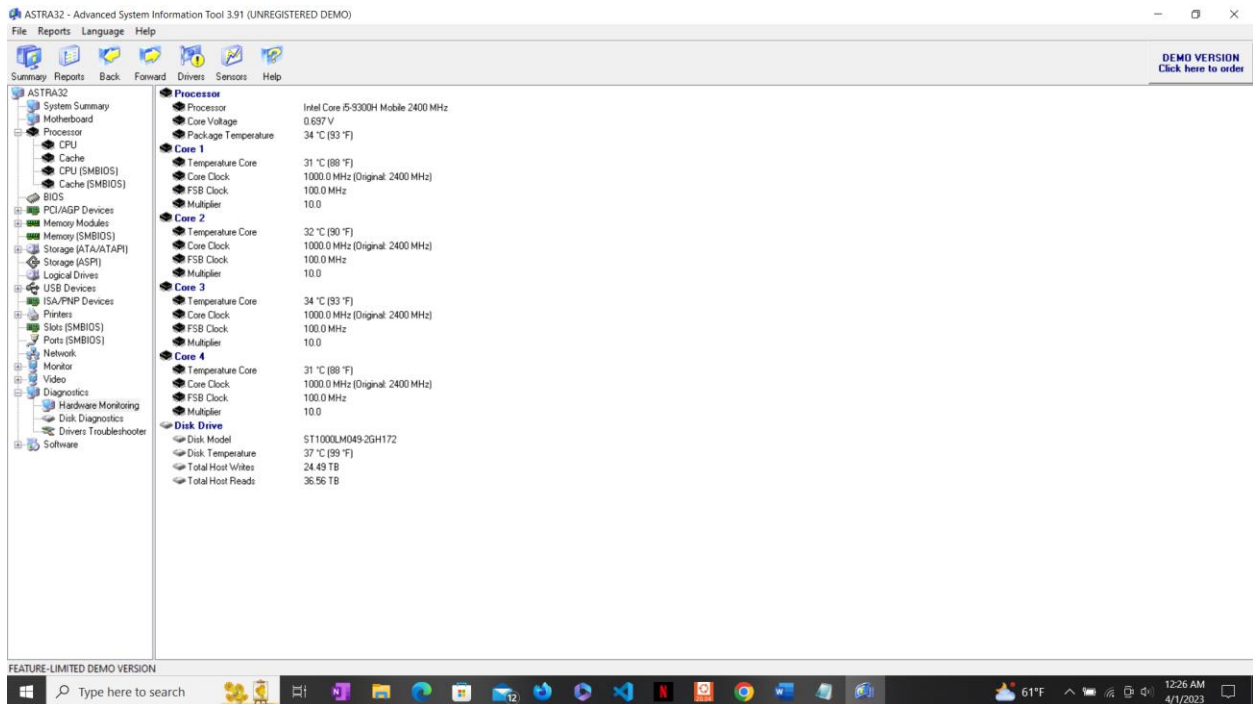 ASTRA32 - Advanced System Information Tool 3.91 (UNREGISTERED DEMO)
File Reports Language Help
Summary Reports Back Forward Drivers Sensors Help
DEMO VERSION
Click here to order
ASTRA32
System Summary
Motherboard
Processor
CPU
Cache
CPU (SMBIOS)
Cache (SMBIOS)
BIOS
PCI/AGP Devices
Memory Modules
Memory (SMBIOS)
Storage (ATA/ATAPI)
Storage (ASPI)
Logical Drives
USB Devices
ISA/PNP Devices
Printers
Slots (SMBIOS)
Ports (SMBIOS)
Network
Monitor
Video
Diagnostics
Hardware Monitoring
Disk Diagnostics
Drivers Troubleshooter
Software
Processor
Processor Intel Core i5-9300H Mobile 2400 MHz
Core Voltage 0.697 V
Package Temperature 34 °C (93 °F)
Core 1
Temperature Core 31 °C (88 °F)
Core Clock 1000.0 MHz (Original: 2400 MHz)
FSB Clock 100.0 MHz
Multiplier 10.0
Core 2
Temperature Core 32 °C (90 °F)
Core Clock 1000.0 MHz (Original: 2400 MHz)
FSB Clock 100.0 MHz
Multiplier 10.0
Core 3
Temperature Core 34 °C (93 °F)
Core Clock 1000.0 MHz (Original: 2400 MHz)
FSB Clock 100.0 MHz
Multiplier 10.0
Core 4
Temperature Core 31 °C (88 °F)
Core Clock 1000.0 MHz (Original: 2400 MHz)
FSB Clock 100.0 MHz
Multiplier 10.0
Disk Drive
Disk Model ST1000LM049-2GH172
Disk Temperature 37 °C (99 °F)
Total Host Writes 24.49 TB
Total Host Reads 36.56 TB
FEATURE-LIMITED DEMO VERSION
Type here to search
12
61°F
12:26 AM
4/1/2023